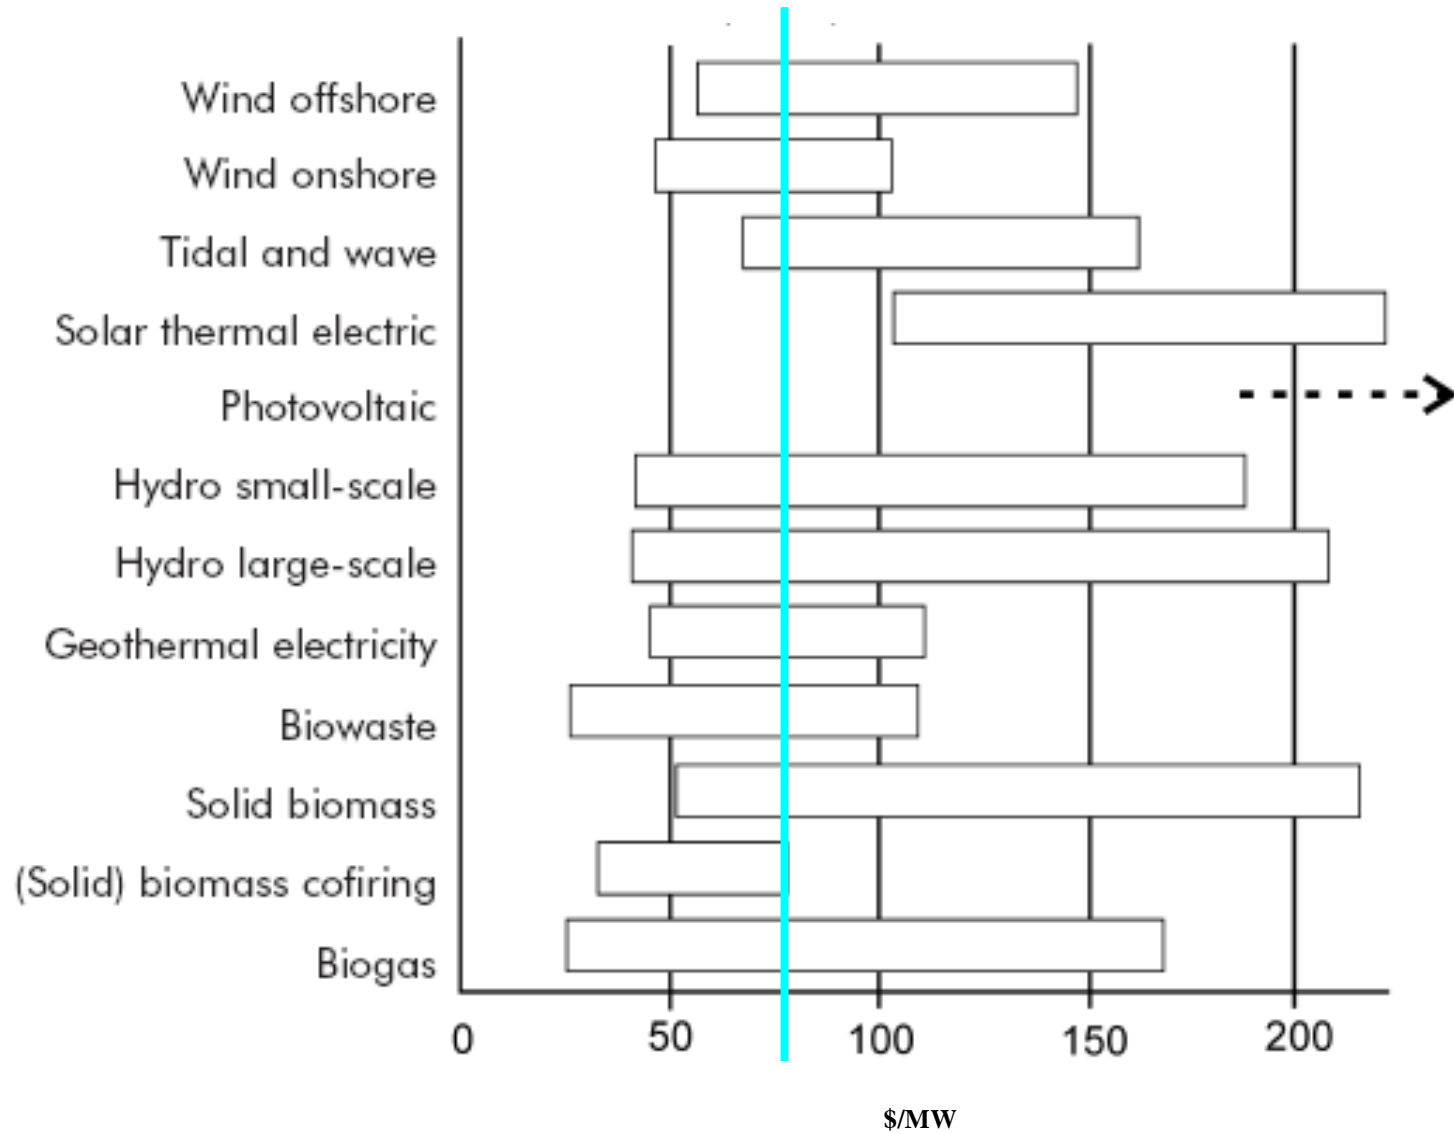 Wind offshore
Wind onshore
Tidal and wave
Solar thermal electric
Photovoltaic
Hydro small-scale
Hydro large-scale
Geothermal electricity
Biowaste
Solid biomass
(Solid) biomass cofiring
Biogas
0 50 100 150 200
$/MW